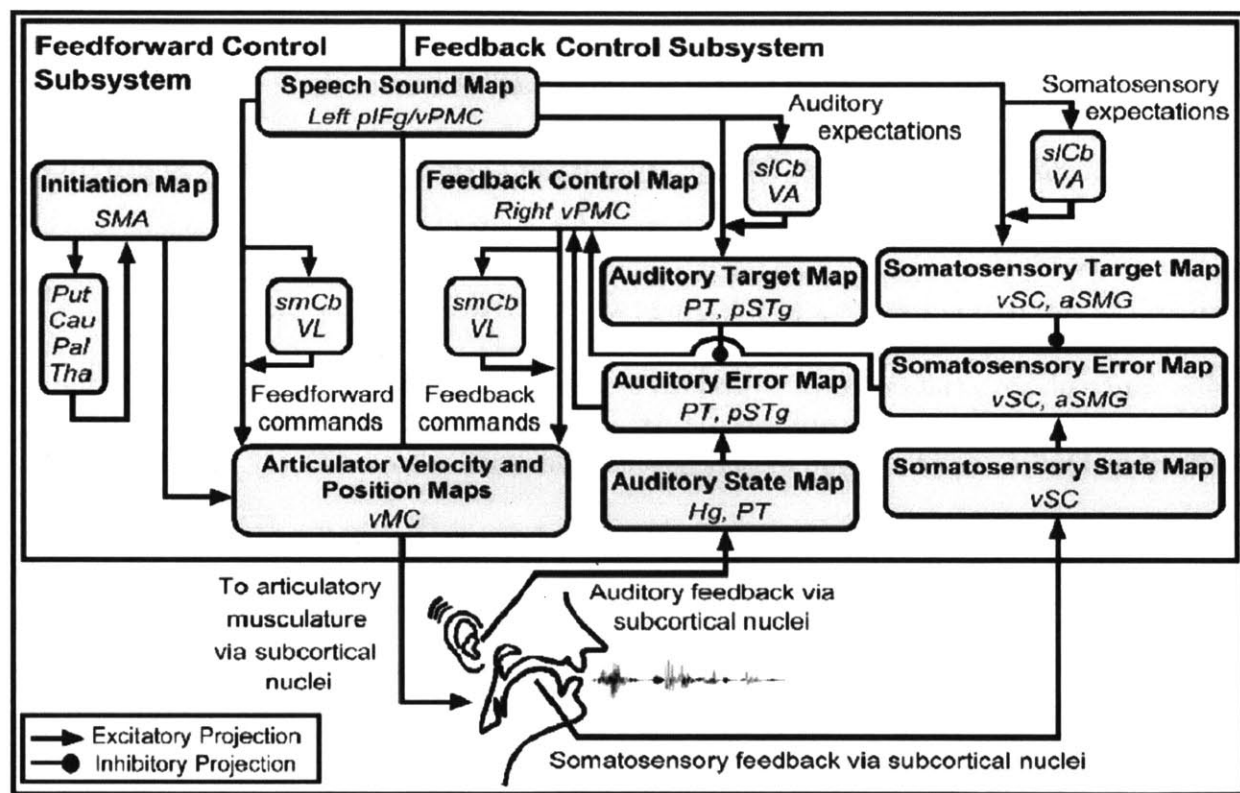 Feedforward Control
Subsystem
Feedback Control Subsystem
Speech Sound Map
Left pIFg/vPMC
Auditory
expectations
Somatosensory
expectations
slCb
VA
slCb
VA
Initiation Map
SMA
Feedback Control Map
Right vPMC
Put
Cau
Pal
Tha
smCb
VL
smCb
VL
Auditory Target Map
PT, pSTg
Somatosensory Target Map
vSC, aSMG
Feedforward
commands
Feedback
commands
Auditory Error Map
PT, pSTg
Somatosensory Error Map
vSC, aSMG
Articulator Velocity and
Position Maps
vMC
Auditory State Map
Hg, PT
Somatosensory State Map
vSC
To articulatory
musculature
via subcortical
nuclei
Auditory feedback via
subcortical nuclei
Excitatory Projection
Inhibitory Projection
Somatosensory feedback via subcortical nuclei